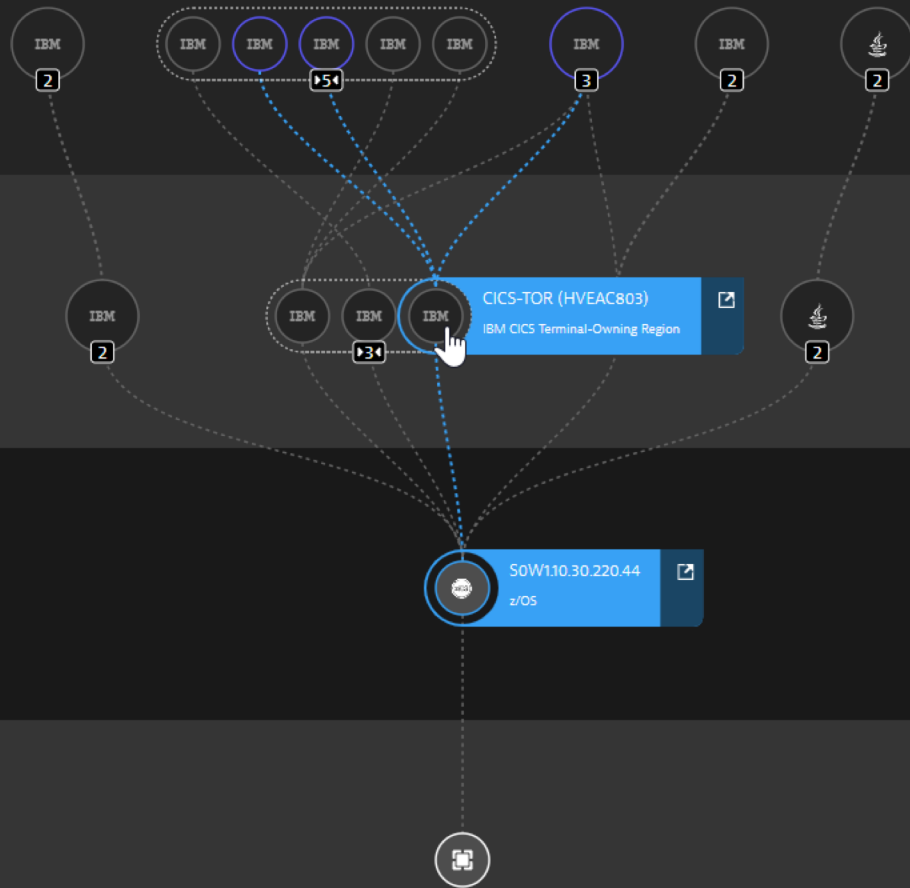 IBM
IBM
IBM
IBM
IBM
IBM
IBM
IBM
2
5
3
2
2
IBM
IBM
IBM
IBM
CICS-TOR (HVEAC803)
IBM CICS Terminal-Owning Region
2
3
2
S0W1.10.30.220.44
z/OS